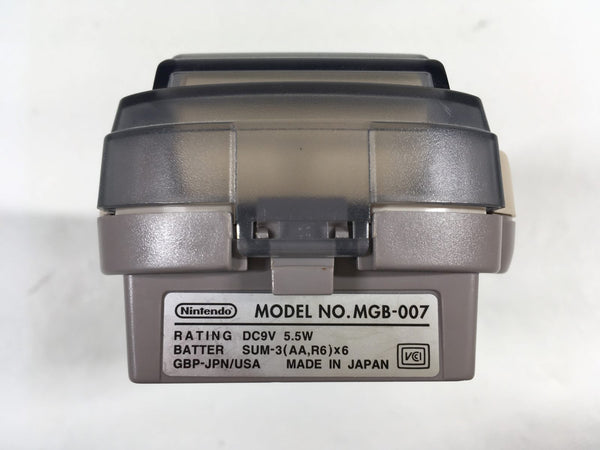 Nintendo MODEL NO.MGB-007
RATING DC9V 5.5W
BATTER SUM-3(AA,R6)x6
GBP-JPN/USA MADE IN JAPAN VCI